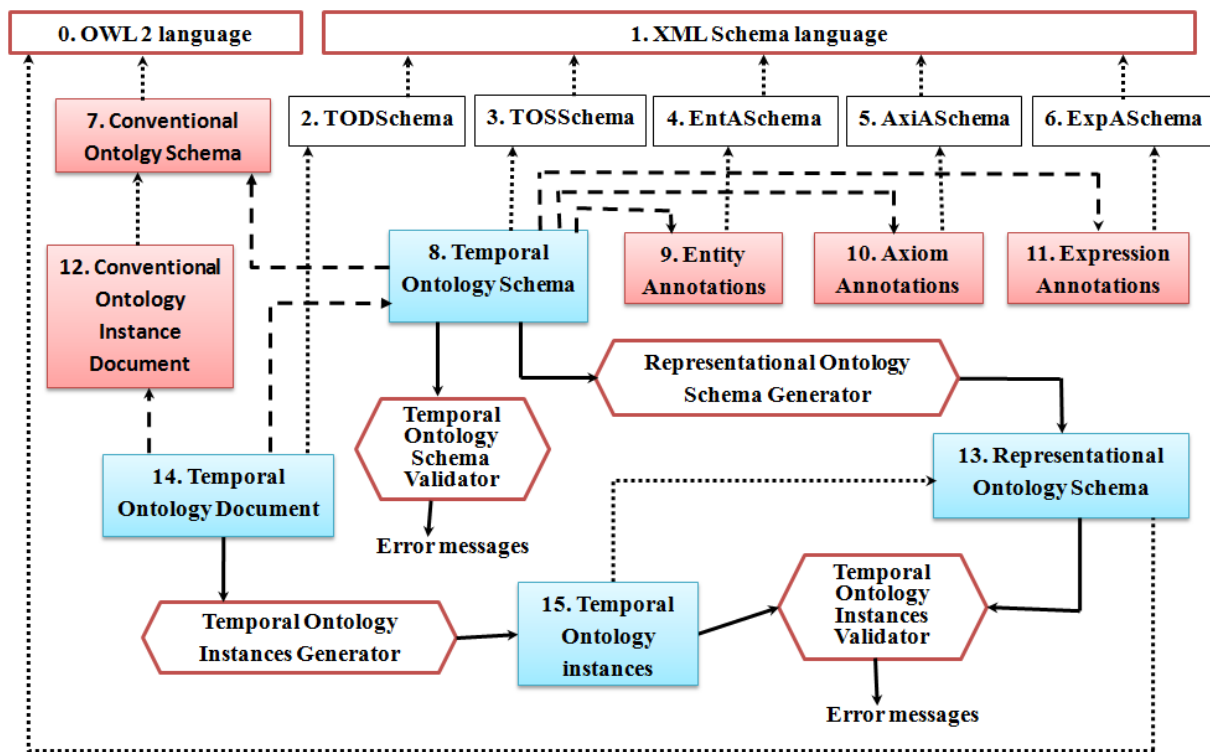 0. OWL 2 language
1. XML Schema language
7. Conventional
Ontolgy Schema
2. TODSchema
3. TOSSchema
4. EntASchema
5. AxiASchema
6. ExpASchema
12. Conventional
Ontology
Instance
Document
8. Temporal
Ontology Schema
9. Entity
Annotations
10. Axiom
Annotations
11. Expression
Annotations
Representational Ontology
Schema Generator
Temporal
Ontology
Schema
Validator
13. Representational
Ontology Schema
14. Temporal
Ontology Document
Error messages
Temporal Ontology
Instances Generator
15. Temporal
Ontology
instances
Temporal
Ontology
Instances
Validator
Error messages